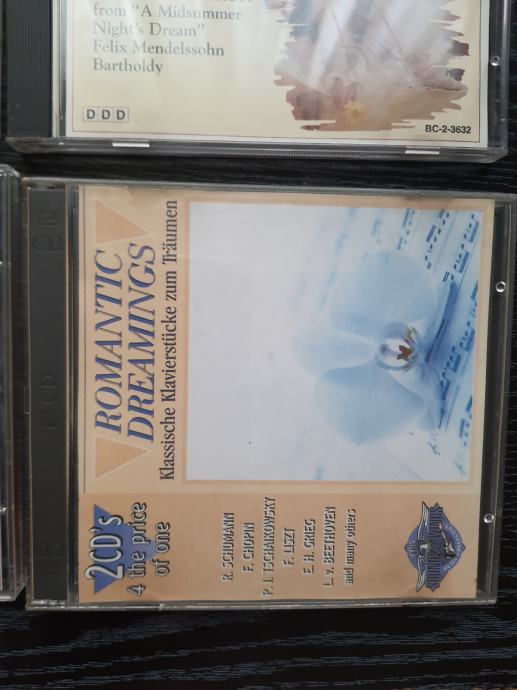 from "A Midsummer
Night's Dream"
Felix Mendelssohn
Bartholdy
DDD
BC-2-3632
ROMANTIC
DREAMINGS
Klassische Klavierstücke zum Träumen
2CD's
4 the price
of one
R. SCHUMANN
F. CHOPIN
P. I. TSCHAIKOWSKY
F. LISZT
E. H. GRIEG
L. v. BEETHOVEN
and many others